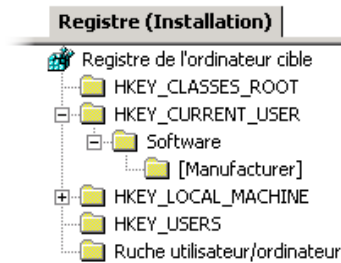 Registre (Installation)
Registre de l'ordinateur cible
HKEY_CLASSES_ROOT
HKEY_CURRENT_USER
Software
[Manufacturer]
HKEY_LOCAL_MACHINE
HKEY_USERS
Ruche utilisateur/ordinateur